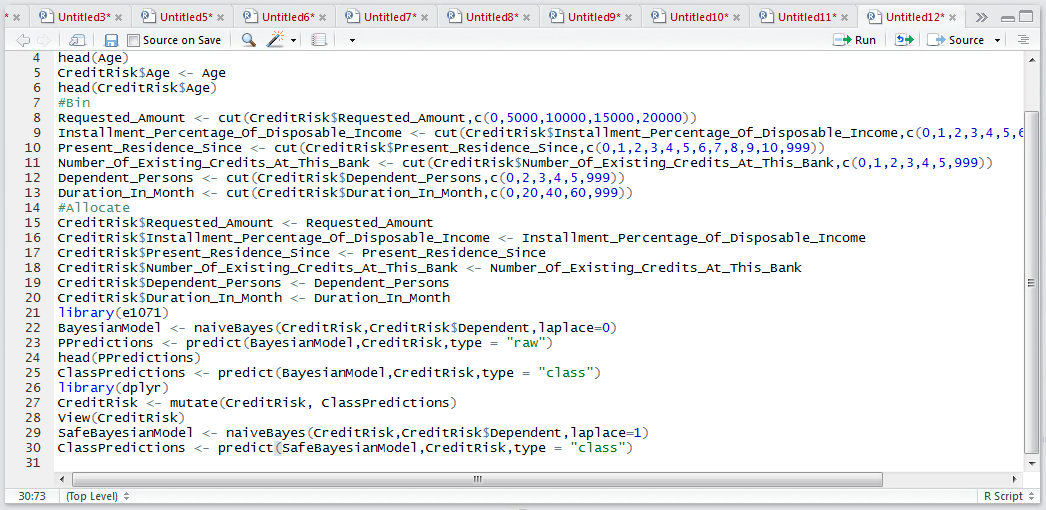 * Untitled3* Untitled5* Untitled6* Untitled7* Untitled8* Untitled9* Untitled10* Untitled11* Untitled12*
Source on Save Run Source
4 head(Age)
5 CreditRisk$Age <- Age
6 head(CreditRisk$Age)
7 #Bin
8 Requested_Amount <- cut(CreditRisk$Requested_Amount,c(0,5000,10000,15000,20000))
9 Installment_Percentage_Of_Disposable_Income <- cut(CreditRisk$Installment_Percentage_Of_Disposable_Income,c(0,1,2,3,4,5,6
10 Present_Residence_Since <- cut(CreditRisk$Present_Residence_Since,c(0,1,2,3,4,5,6,7,8,9,10,999))
11 Number_Of_Existing_Credits_At_This_Bank <- cut(CreditRisk$Number_Of_Existing_Credits_At_This_Bank,c(0,1,2,3,4,5,999))
12 Dependent_Persons <- cut(CreditRisk$Dependent_Persons,c(0,2,3,4,5,999))
13 Duration_In_Month <- cut(CreditRisk$Duration_In_Month,c(0,20,40,60,999))
14 #Allocate
15 CreditRisk$Requested_Amount <- Requested_Amount
16 CreditRisk$Installment_Percentage_Of_Disposable_Income <- Installment_Percentage_Of_Disposable_Income
17 CreditRisk$Present_Residence_Since <- Present_Residence_Since
18 CreditRisk$Number_Of_Existing_Credits_At_This_Bank <- Number_Of_Existing_Credits_At_This_Bank
19 CreditRisk$Dependent_Persons <- Dependent_Persons
20 CreditRisk$Duration_In_Month <- Duration_In_Month
21 library(e1071)
22 BayesianModel <- naiveBayes(CreditRisk,CreditRisk$Dependent,laplace=0)
23 PPredictions <- predict(BayesianModel,CreditRisk,type = "raw")
24 head(PPredictions)
25 ClassPredictions <- predict(BayesianModel,CreditRisk,type = "class")
26 library(dplyr)
27 CreditRisk <- mutate(CreditRisk, ClassPredictions)
28 View(CreditRisk)
29 SafeBayesianModel <- naiveBayes(CreditRisk,CreditRisk$Dependent,laplace=1)
30 ClassPredictions <- predict(SafeBayesianModel,CreditRisk,type = "class")
31
30:73 (Top Level) R Script